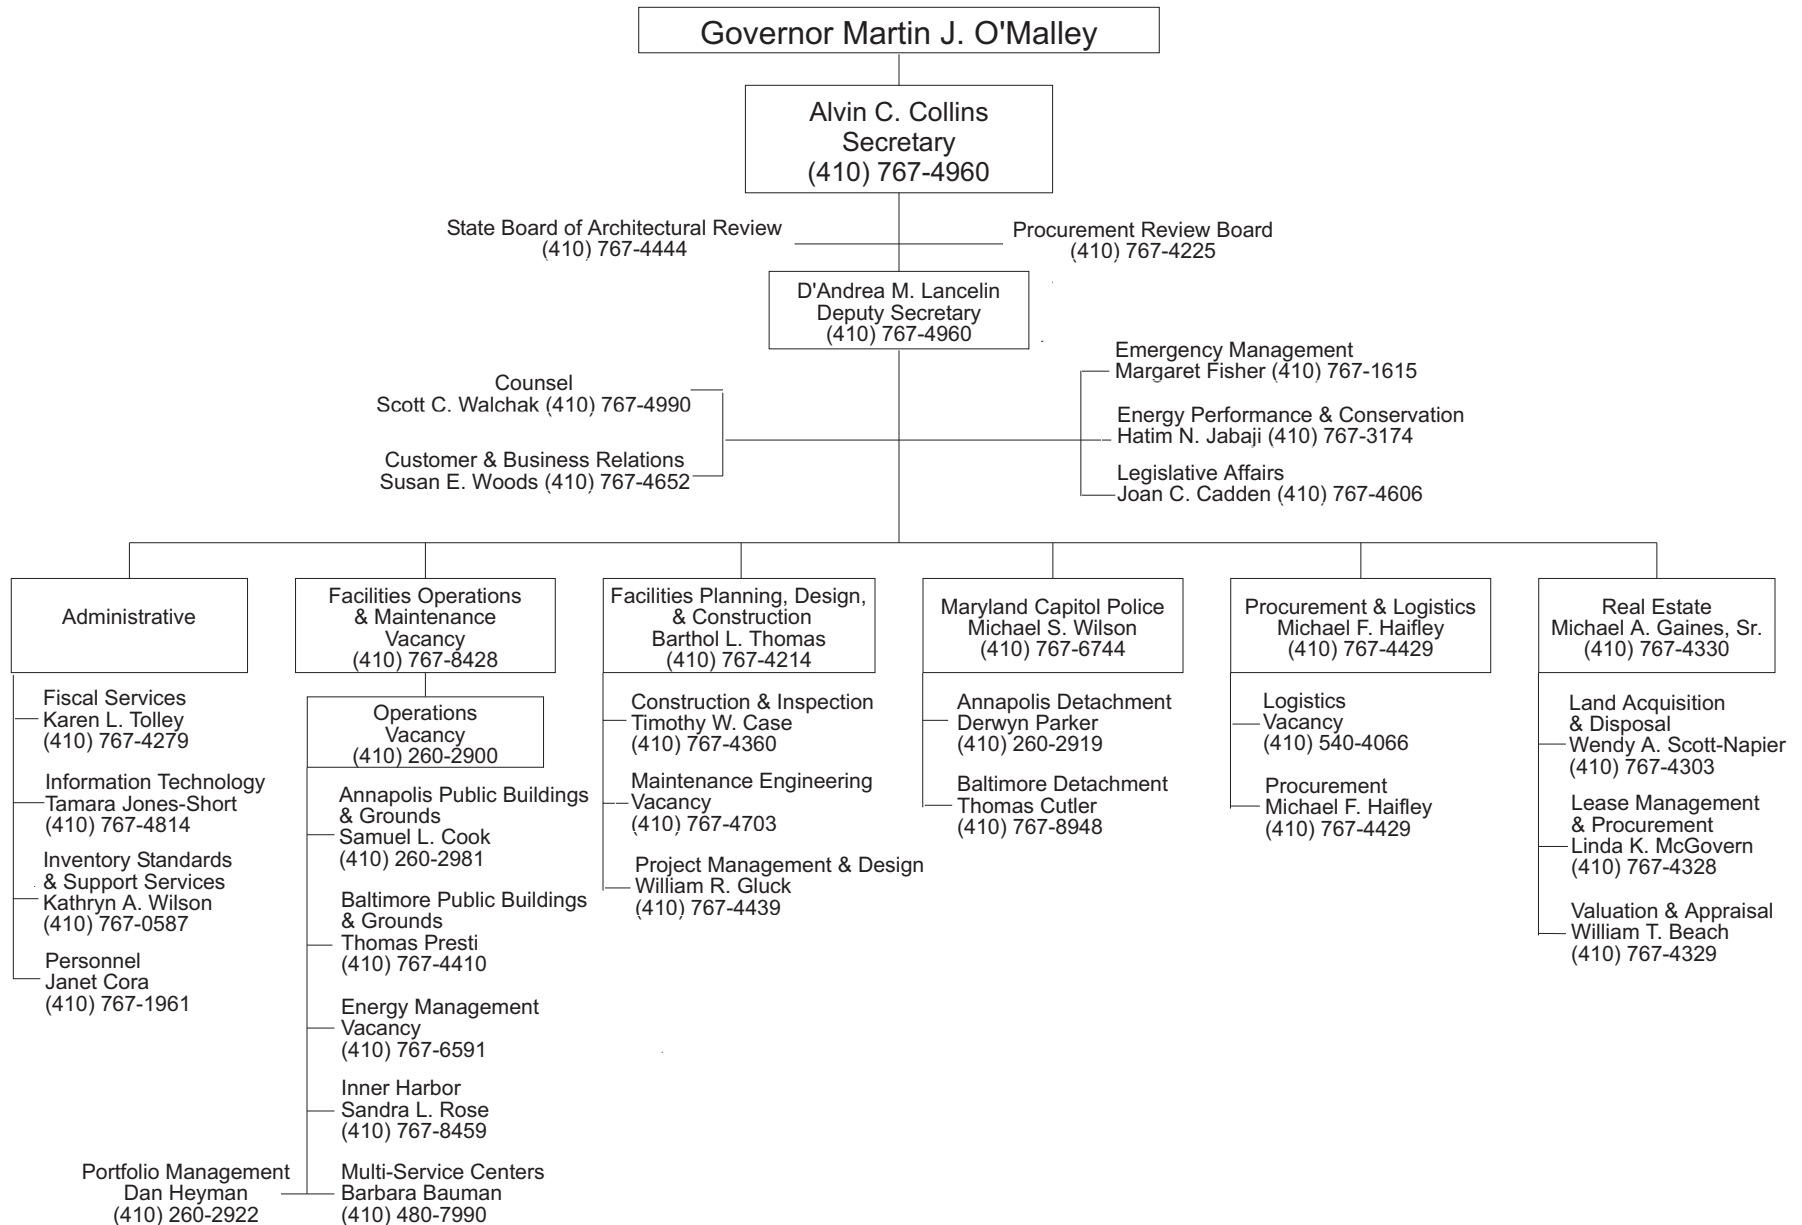 Governor Martin J. O'Malley
Alvin C. Collins
Secretary
(410) 767-4960
State Board of Architectural Review
(410) 767-4444
Procurement Review Board
(410) 767-4225
D'Andrea M. Lancelin
Deputy Secretary
(410) 767-4960
Counsel
Scott C. Walchak (410) 767-4990
Customer & Business Relations
Susan E. Woods (410) 767-4652
Emergency Management
Margaret Fisher (410) 767-1615
Energy Performance & Conservation
Hatim N. Jabaji (410) 767-3174
Legislative Affairs
Joan C. Cadden (410) 767-4606
Administrative
Fiscal Services
Karen L. Tolley
(410) 767-4279
Information Technology
Tamara Jones-Short
(410) 767-4814
Inventory Standards
& Support Services
Kathryn A. Wilson
(410) 767-0587
Personnel
Janet Cora
(410) 767-1961
Facilities Operations
& Maintenance
Vacancy
(410) 767-8428
Operations
Vacancy
(410) 260-2900
Annapolis Public Buildings
& Grounds
Samuel L. Cook
(410) 260-2981
Baltimore Public Buildings
& Grounds
Thomas Presti
(410) 767-4410
Energy Management
Vacancy
(410) 767-6591
Inner Harbor
Sandra L. Rose
(410) 767-8459
Portfolio Management
Dan Heyman
(410) 260-2922
Multi-Service Centers
Barbara Bauman
(410) 480-7990
Facilities Planning, Design,
& Construction
Barthol L. Thomas
(410) 767-4214
Construction & Inspection
Timothy W. Case
(410) 767-4360
Maintenance Engineering
Vacancy
(410) 767-4703
Project Management & Design
William R. Gluck
(410) 767-4439
Maryland Capitol Police
Michael S. Wilson
(410) 767-6744
Annapolis Detachment
Derwyn Parker
(410) 260-2919
Baltimore Detachment
Thomas Cutler
(410) 767-8948
Procurement & Logistics
Michael F. Haifley
(410) 767-4429
Logistics
Vacancy
(410) 540-4066
Procurement
Michael F. Haifley
(410) 767-4429
Real Estate
Michael A. Gaines, Sr.
(410) 767-4330
Land Acquisition
& Disposal
Wendy A. Scott-Napier
(410) 767-4303
Lease Management
& Procurement
Linda K. McGovern
(410) 767-4328
Valuation & Appraisal
William T. Beach
(410) 767-4329